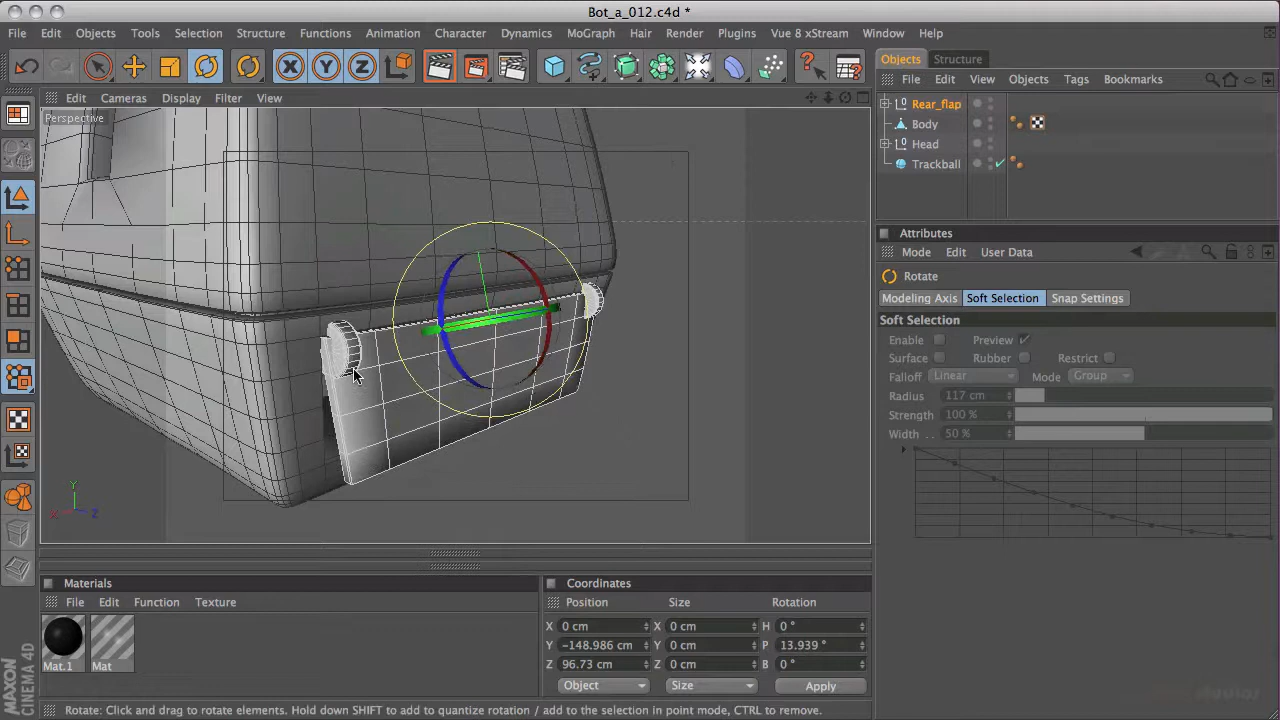 Bot_a_012.c4d *
File Edit Objects Tools Selection Structure Functions Animation Character Dynamics MoGraph Hair Render Plugins Vue 8 xStream Window Help
X Y Z
Objects Structure
File Edit View Objects Tags Bookmarks
Rear_flap
Body
Head
Trackball
Edit Cameras Display Filter View
Perspective
Y
X Z
Attributes
Mode Edit User Data
Rotate
Modeling Axis Soft Selection Snap Settings
Soft Selection
Enable Preview
Surface Rubber Restrict
Falloff Linear Mode Group
Radius 117 cm
Strength 100 %
Width . . 50 %
Materials
File Edit Function Texture
Mat.1 Mat
Coordinates
Position Size Rotation
X 0 cm X 0 cm H 0 °
Y -148.986 cm Y 0 cm P 13.939 °
Z 96.73 cm Z 0 cm B 0 °
Object Size Apply
MAXON CINEMA 4D
Rotate: Click and drag to rotate elements. Hold down SHIFT to add to quantize rotation / add to the selection in point mode, CTRL to remove.